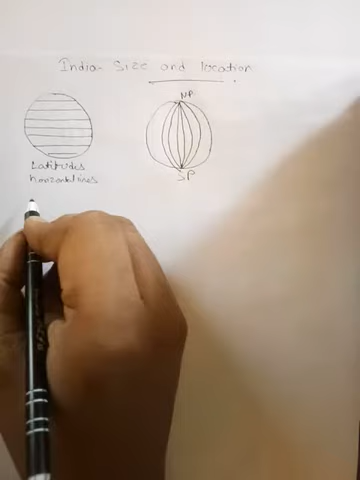 India- Size and location
NP
SP
Latitudes
horizontal lines